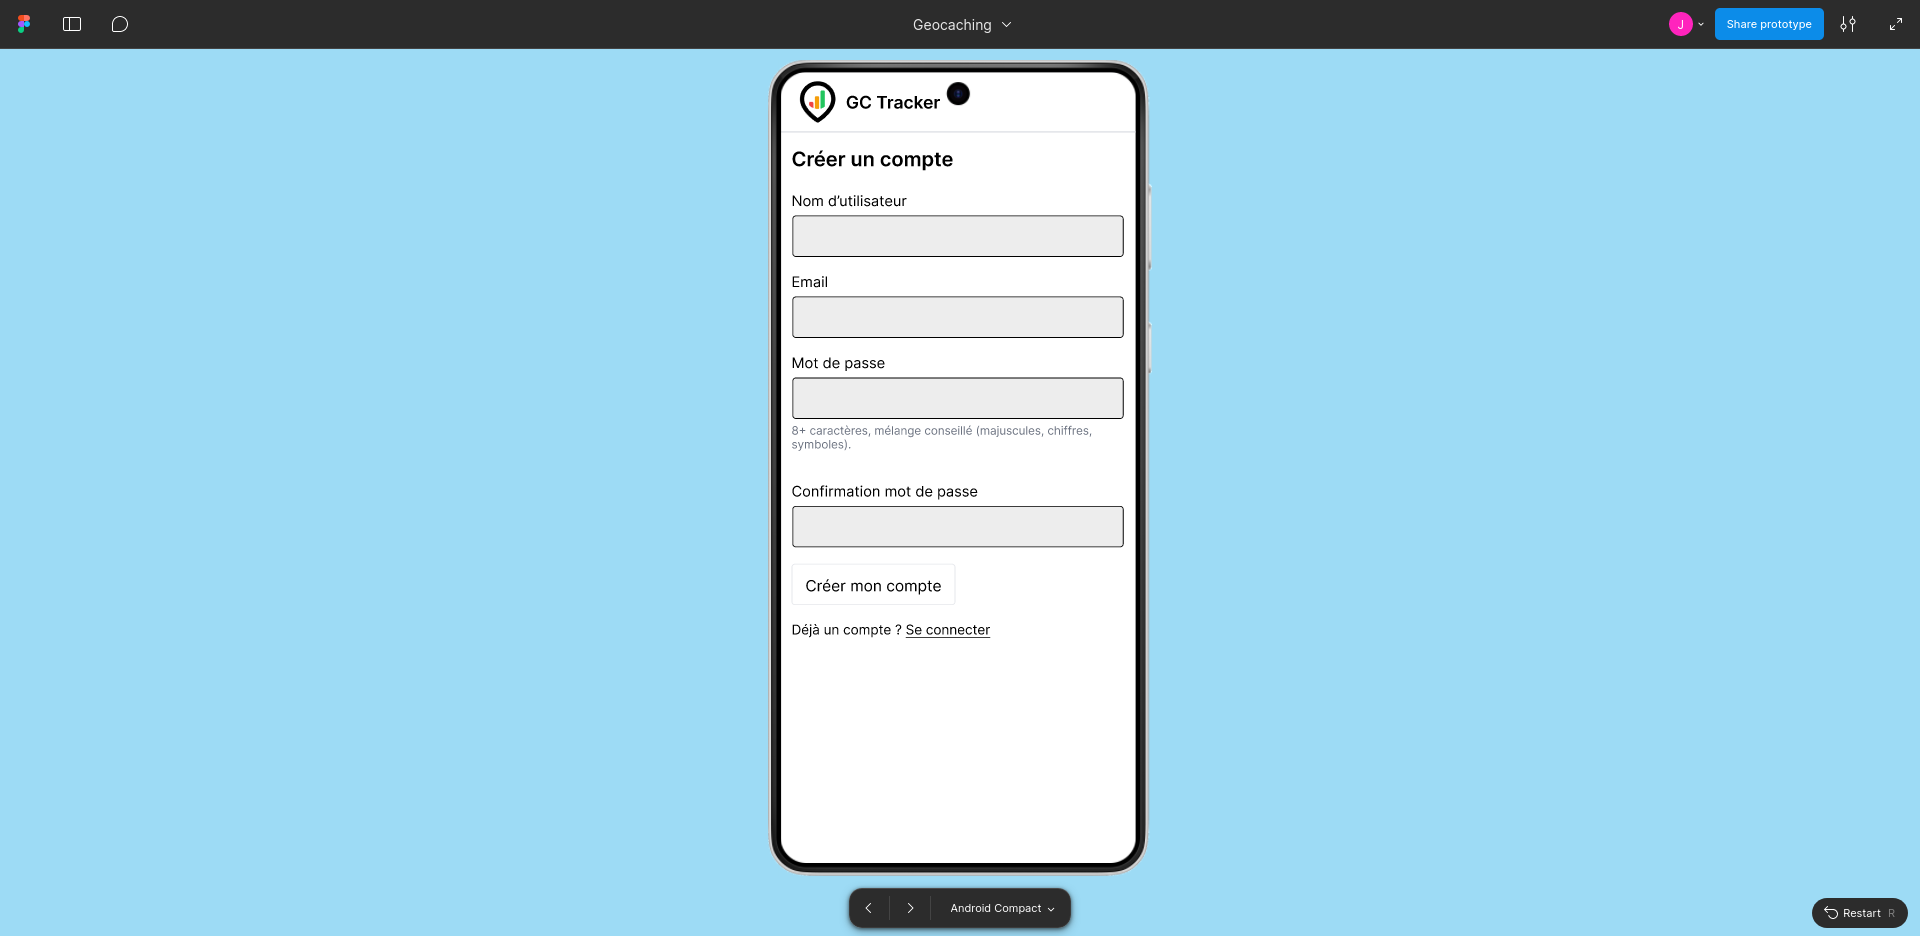 Geocaching
J
Share prototype
GC Tracker
Créer un compte
Nom d'utilisateur
Email
Mot de passe
8+ caractères, mélange conseillé (majuscules, chiffres,
symboles).
Confirmation mot de passe
Créer mon compte
Déjà un compte ? Se connecter
Android Compact
Restart R